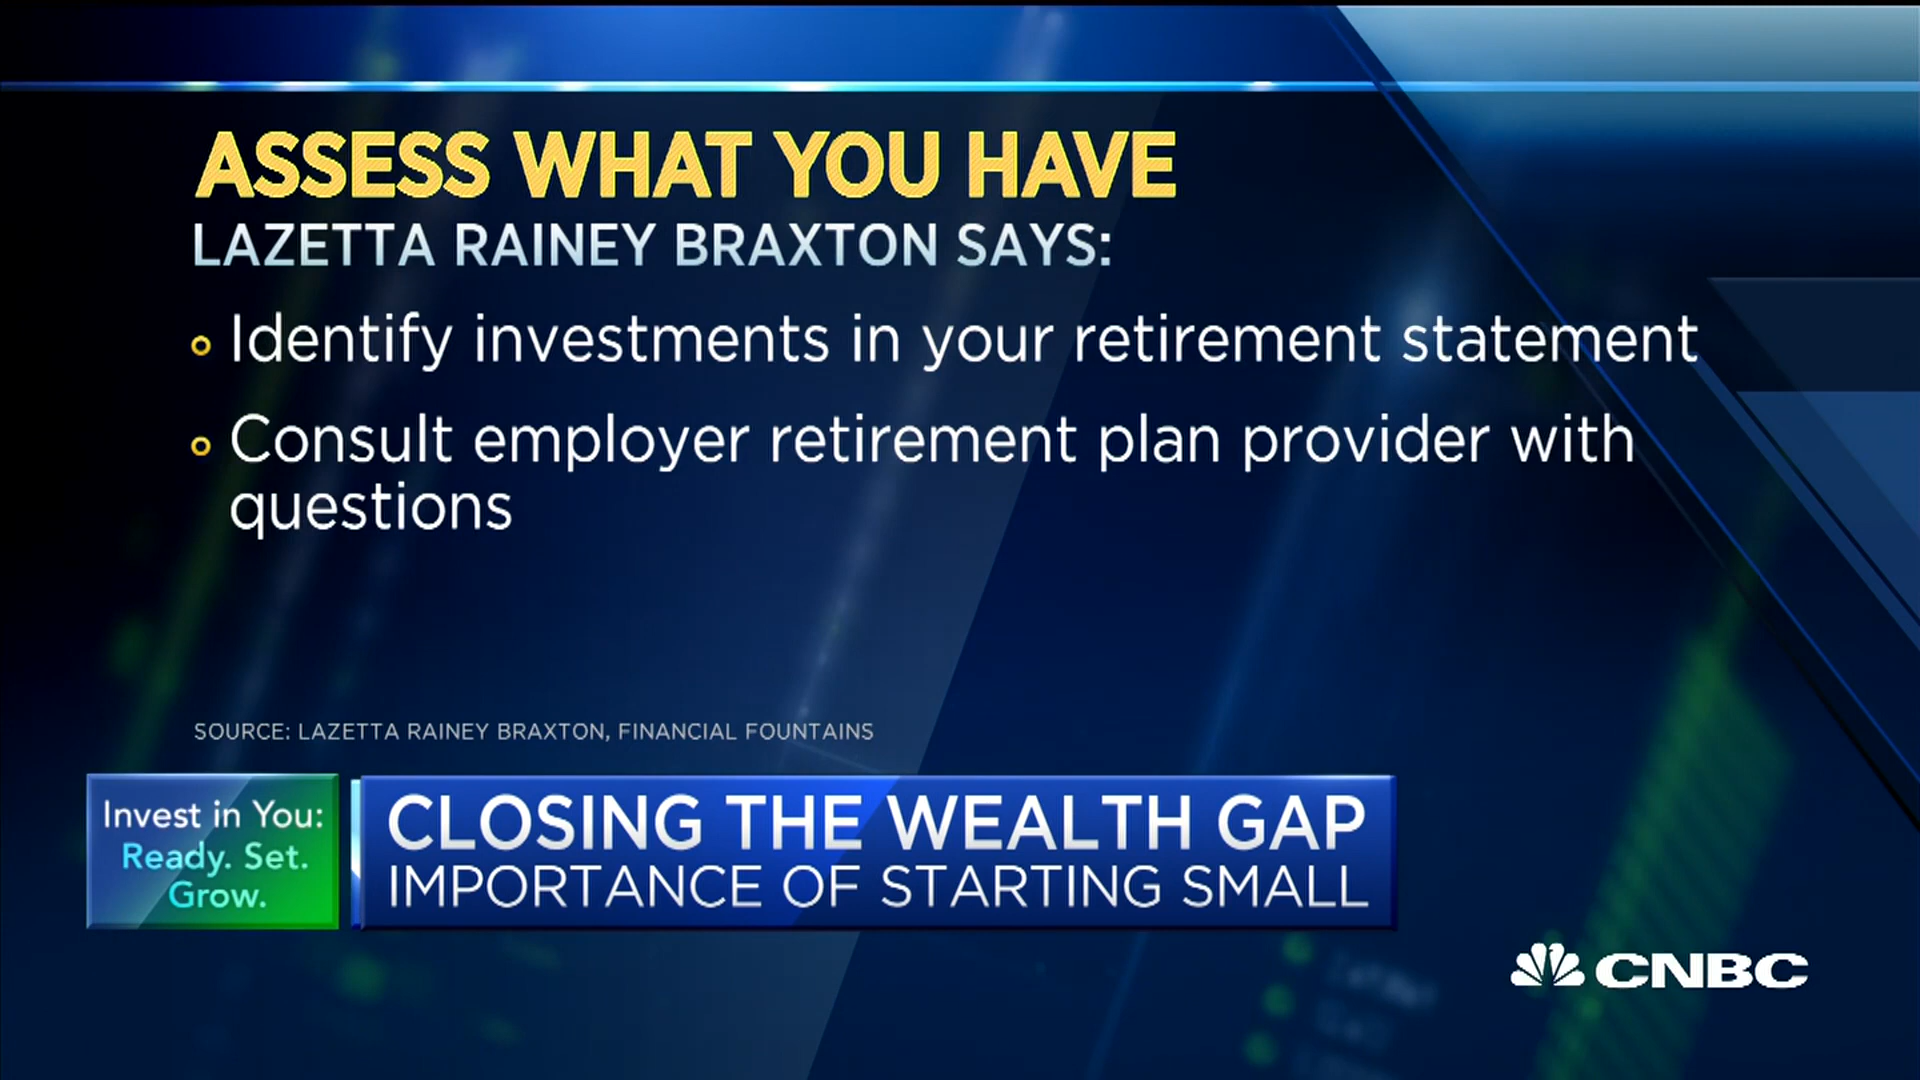 ASSESS WHAT YOU HAVE
LAZETTA RAINEY BRAXTON SAYS:
Identify investments in your retirement statement
Consult employer retirement plan provider with
questions
SOURCE: LAZETTA RAINEY BRAXTON, FINANCIAL FOUNTAINS
Invest in You:
Ready. Set.
Grow.
CLOSING THE WEALTH GAP
IMPORTANCE OF STARTING SMALL
CNBC